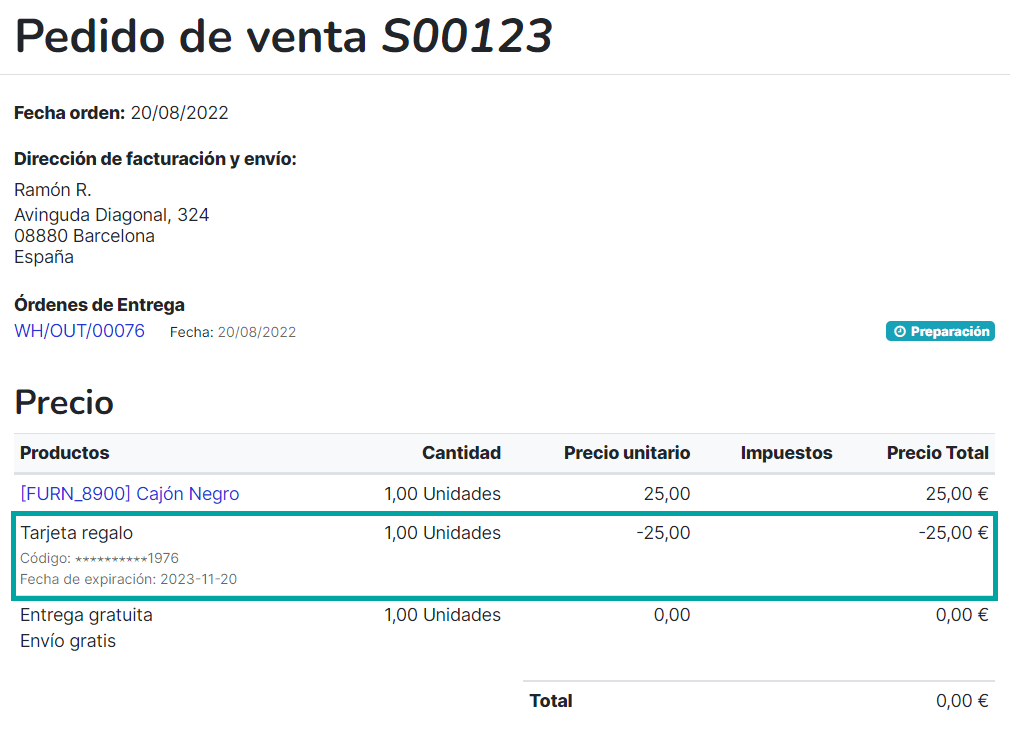 Pedido de venta S00123
Fecha orden: 20/08/2022
Dirección de facturación y envío:
Ramón R.
Avinguda Diagonal, 324
08880 Barcelona
España
Órdenes de Entrega
WH/OUT/00076 Fecha: 20/08/2022 Preparación
Precio
Productos Cantidad Precio unitario Impuestos Precio Total
[FURN_8900] Cajón Negro 1,00 Unidades 25,00 25,00 €
Tarjeta regalo 1,00 Unidades -25,00 -25,00 €
Código: **********1976
Fecha de expiración: 2023-11-20
Entrega gratuita 1,00 Unidades 0,00 0,00 €
Envío gratis
Total 0,00 €